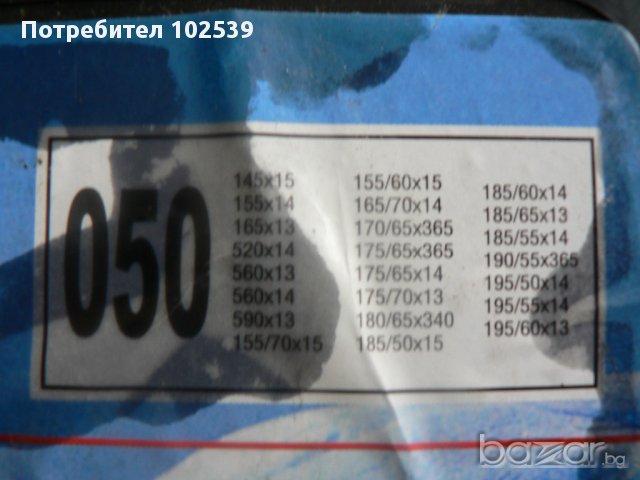 Потребител 102539
050
145x15
155x14
165x13
520x14
560x13
560x14
590x13
155/70x15
155/60x15
165/70x14
170/65x365
175/65x365
175/65x14
175/70x13
180/65x340
185/50x15
185/60x14
185/65x13
185/55x14
190/55x365
195/50x14
195/55x14
195/60x13
bazar.bg